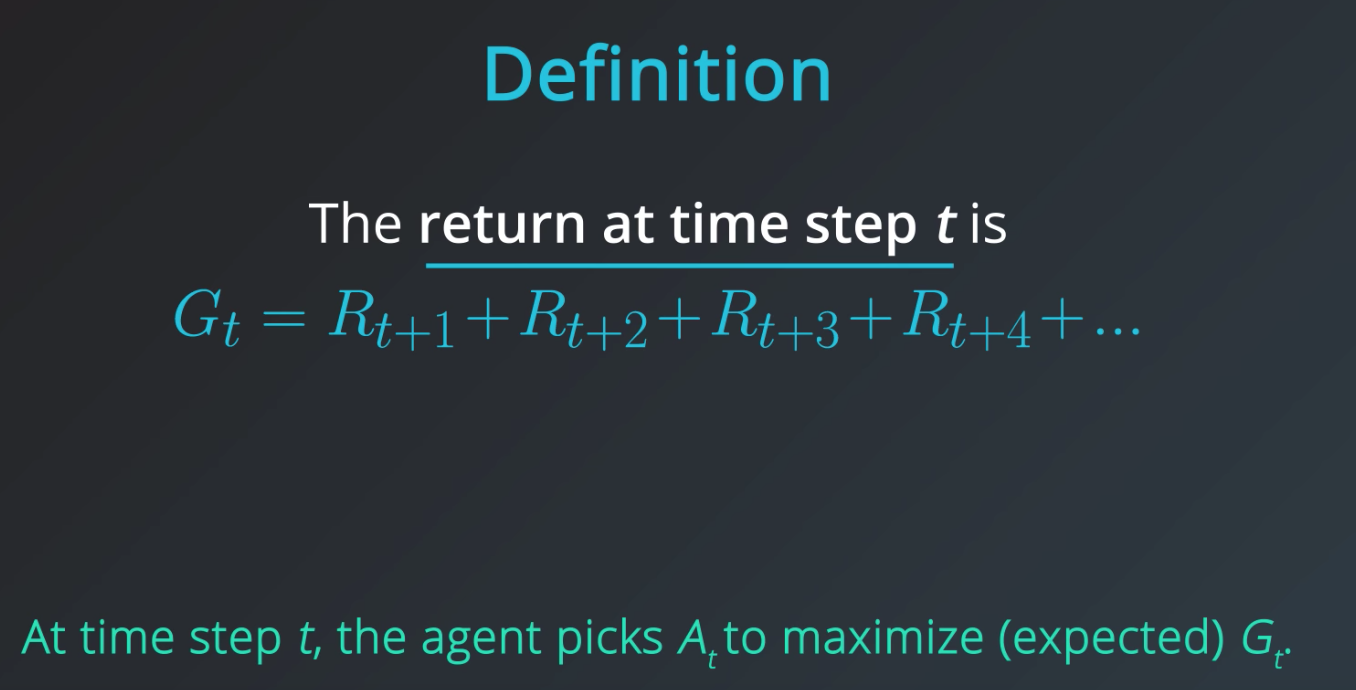 Definition
The return at time step t is
G_t = R_{t+1} + R_{t+2} + R_{t+3} + R_{t+4} + ...
At time step t, the agent picks A_t to maximize (expected) G_t.